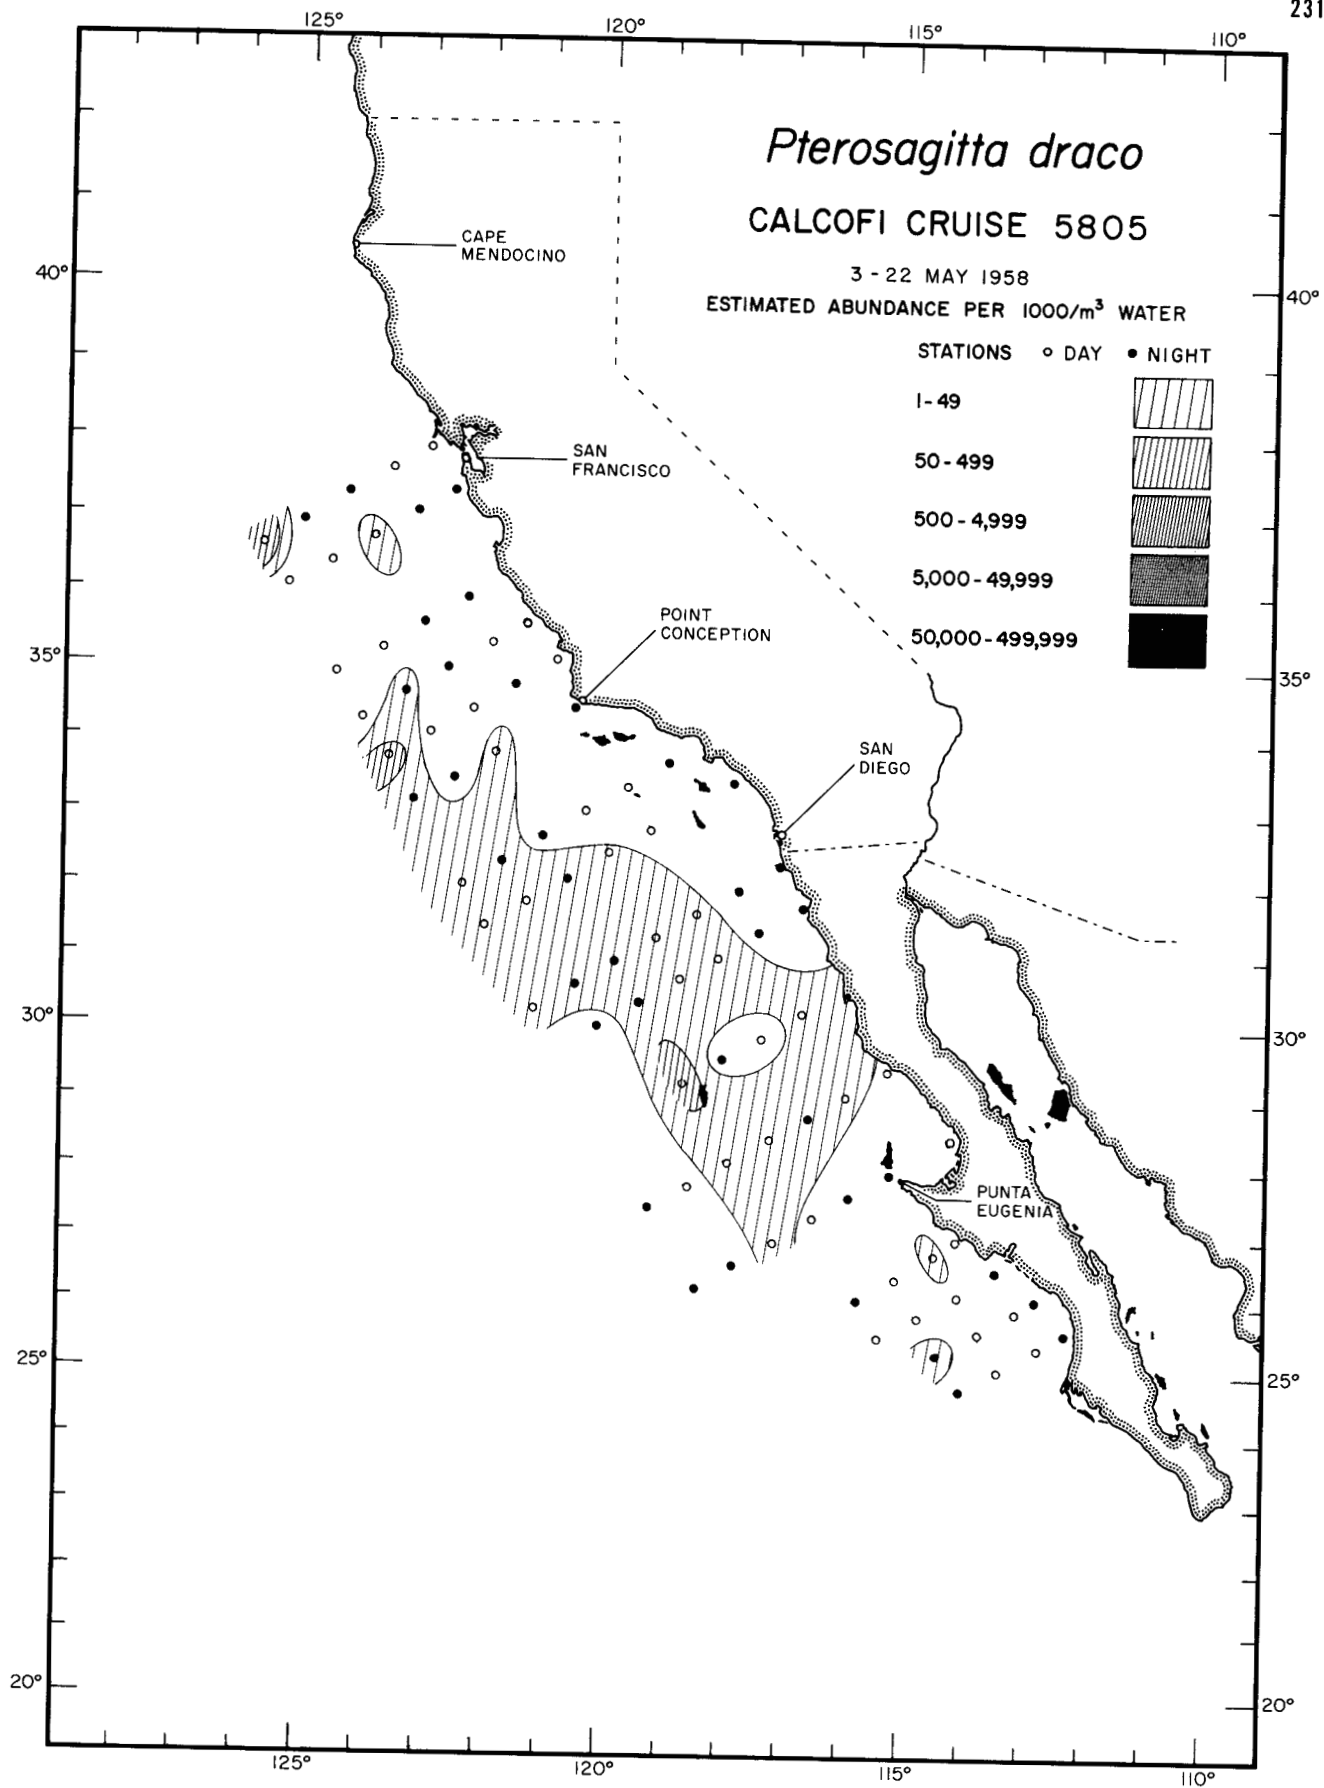 231
125°
120°
115°
110°
Pterosagitta draco
CALCOFI CRUISE 5805
3 - 22 MAY 1958
ESTIMATED ABUNDANCE PER 1000/m³ WATER
STATIONS ○ DAY ● NIGHT
1 - 49
50 - 499
500 - 4,999
5,000 - 49,999
50,000 - 499,999
CAPE
MENDOCINO
40°
40°
SAN
FRANCISCO
POINT
CONCEPTION
35°
35°
SAN
DIEGO
30°
30°
PUNTA
EUGENIA
25°
25°
20°
20°
125°
120°
115°
110°